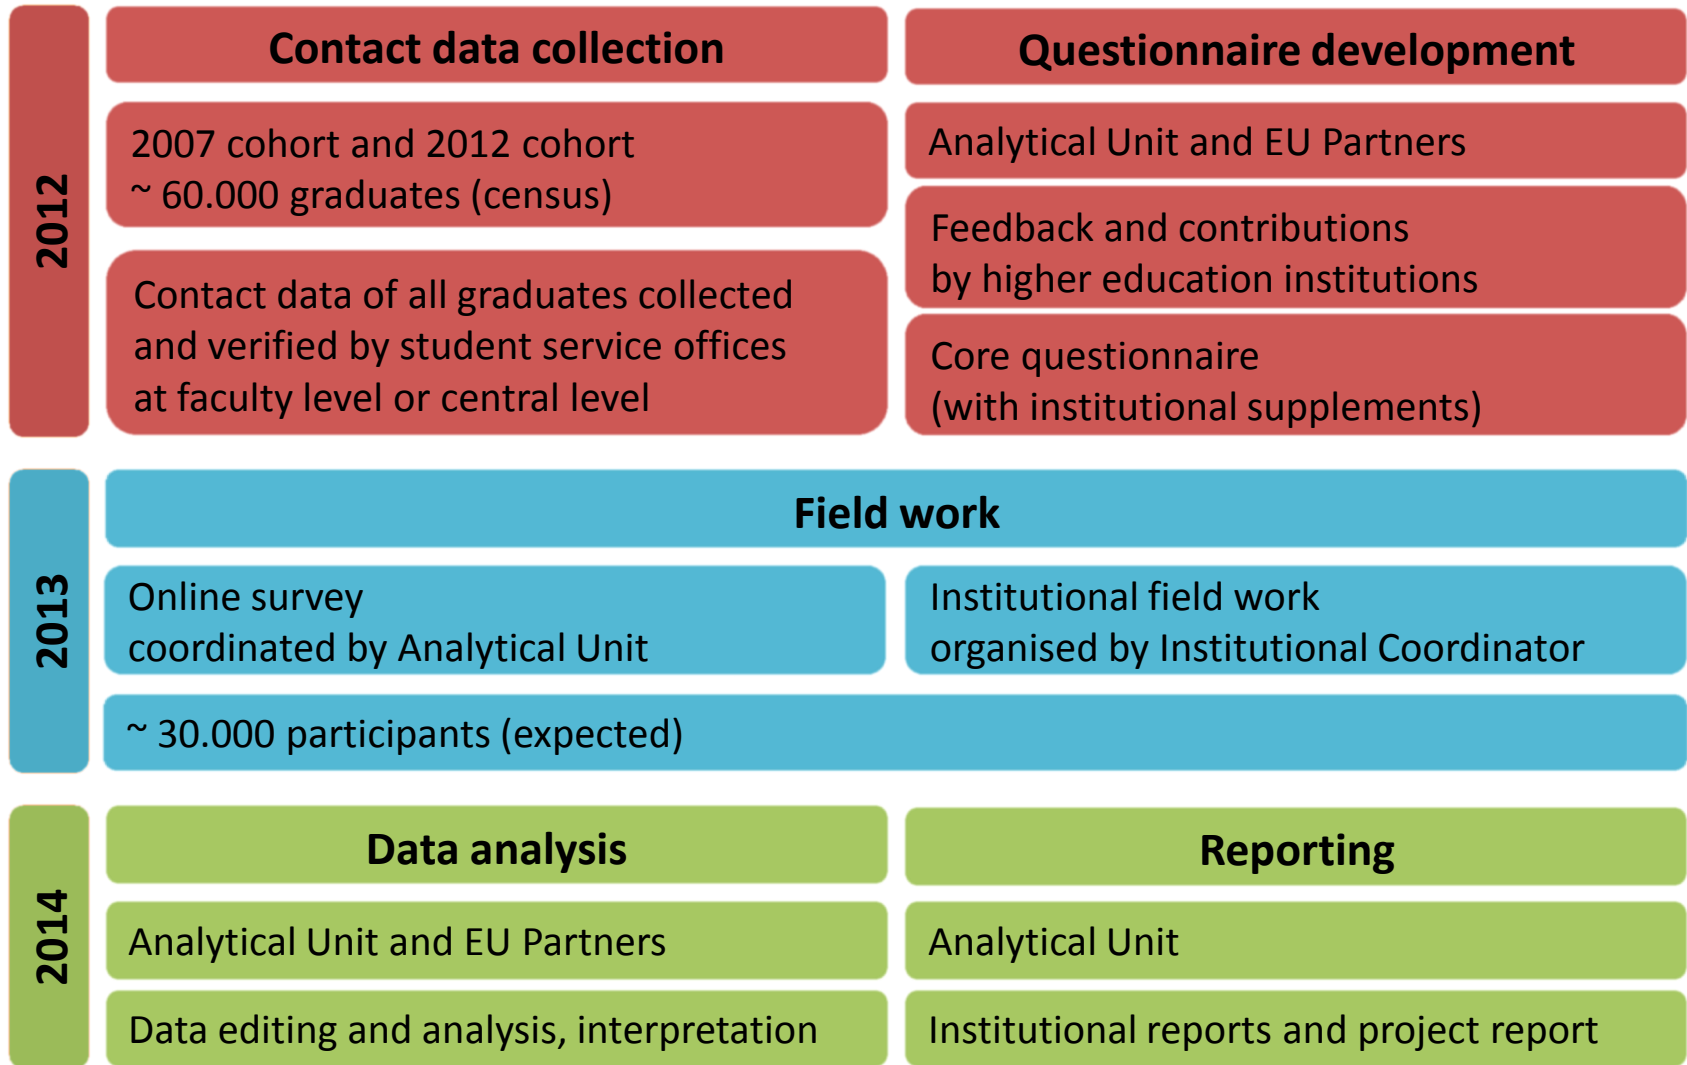 2012
Contact data collection
2007 cohort and 2012 cohort
~ 60.000 graduates (census)
Contact data of all graduates collected
and verified by student service offices
at faculty level or central level
Questionnaire development
Analytical Unit and EU Partners
Feedback and contributions
by higher education institutions
Core questionnaire
(with institutional supplements)
2013
Field work
Online survey
coordinated by Analytical Unit
Institutional field work
organised by Institutional Coordinator
~ 30.000 participants (expected)
2014
Data analysis
Analytical Unit and EU Partners
Data editing and analysis, interpretation
Reporting
Analytical Unit
Institutional reports and project report